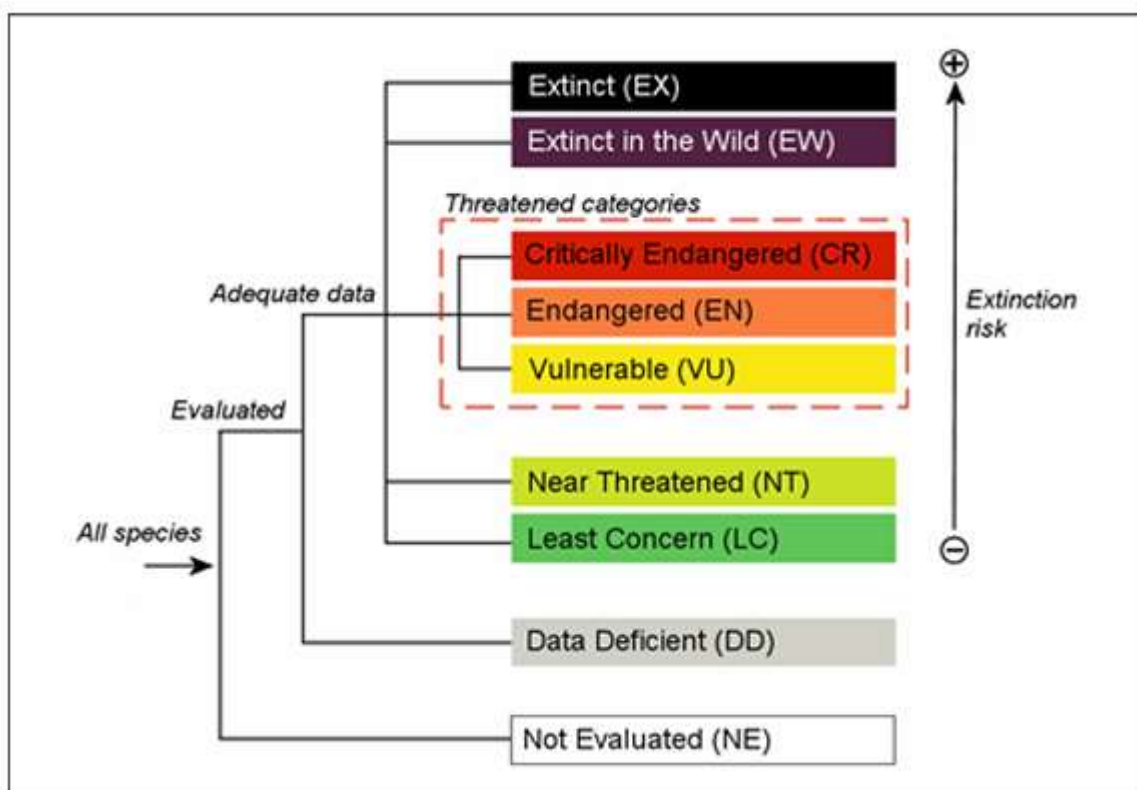 Extinct (EX)
Extinct in the Wild (EW)
Threatened categories
Critically Endangered (CR)
Adequate data
Endangered (EN)
Extinction
risk
Vulnerable (VU)
Evaluated
Near Threatened (NT)
All species
Least Concern (LC)
Data Deficient (DD)
Not Evaluated (NE)